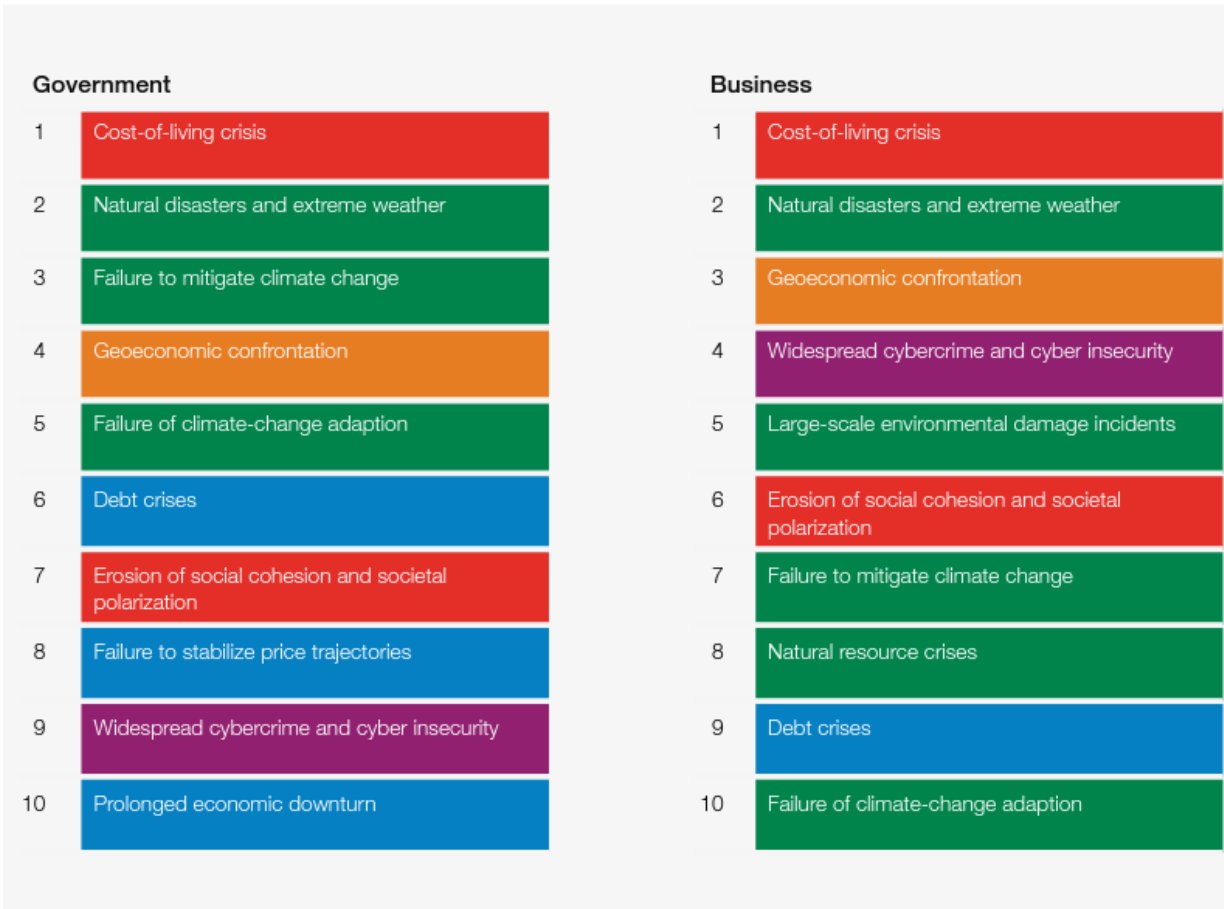 Government
1 Cost-of-living crisis
2 Natural disasters and extreme weather
3 Failure to mitigate climate change
4 Geoeconomic confrontation
5 Failure of climate-change adaption
6 Debt crises
7 Erosion of social cohesion and societal
polarization
8 Failure to stabilize price trajectories
9 Widespread cybercrime and cyber insecurity
10 Prolonged economic downturn
Business
1 Cost-of-living crisis
2 Natural disasters and extreme weather
3 Geoeconomic confrontation
4 Widespread cybercrime and cyber insecurity
5 Large-scale environmental damage incidents
6 Erosion of social cohesion and societal
polarization
7 Failure to mitigate climate change
8 Natural resource crises
9 Debt crises
10 Failure of climate-change adaption